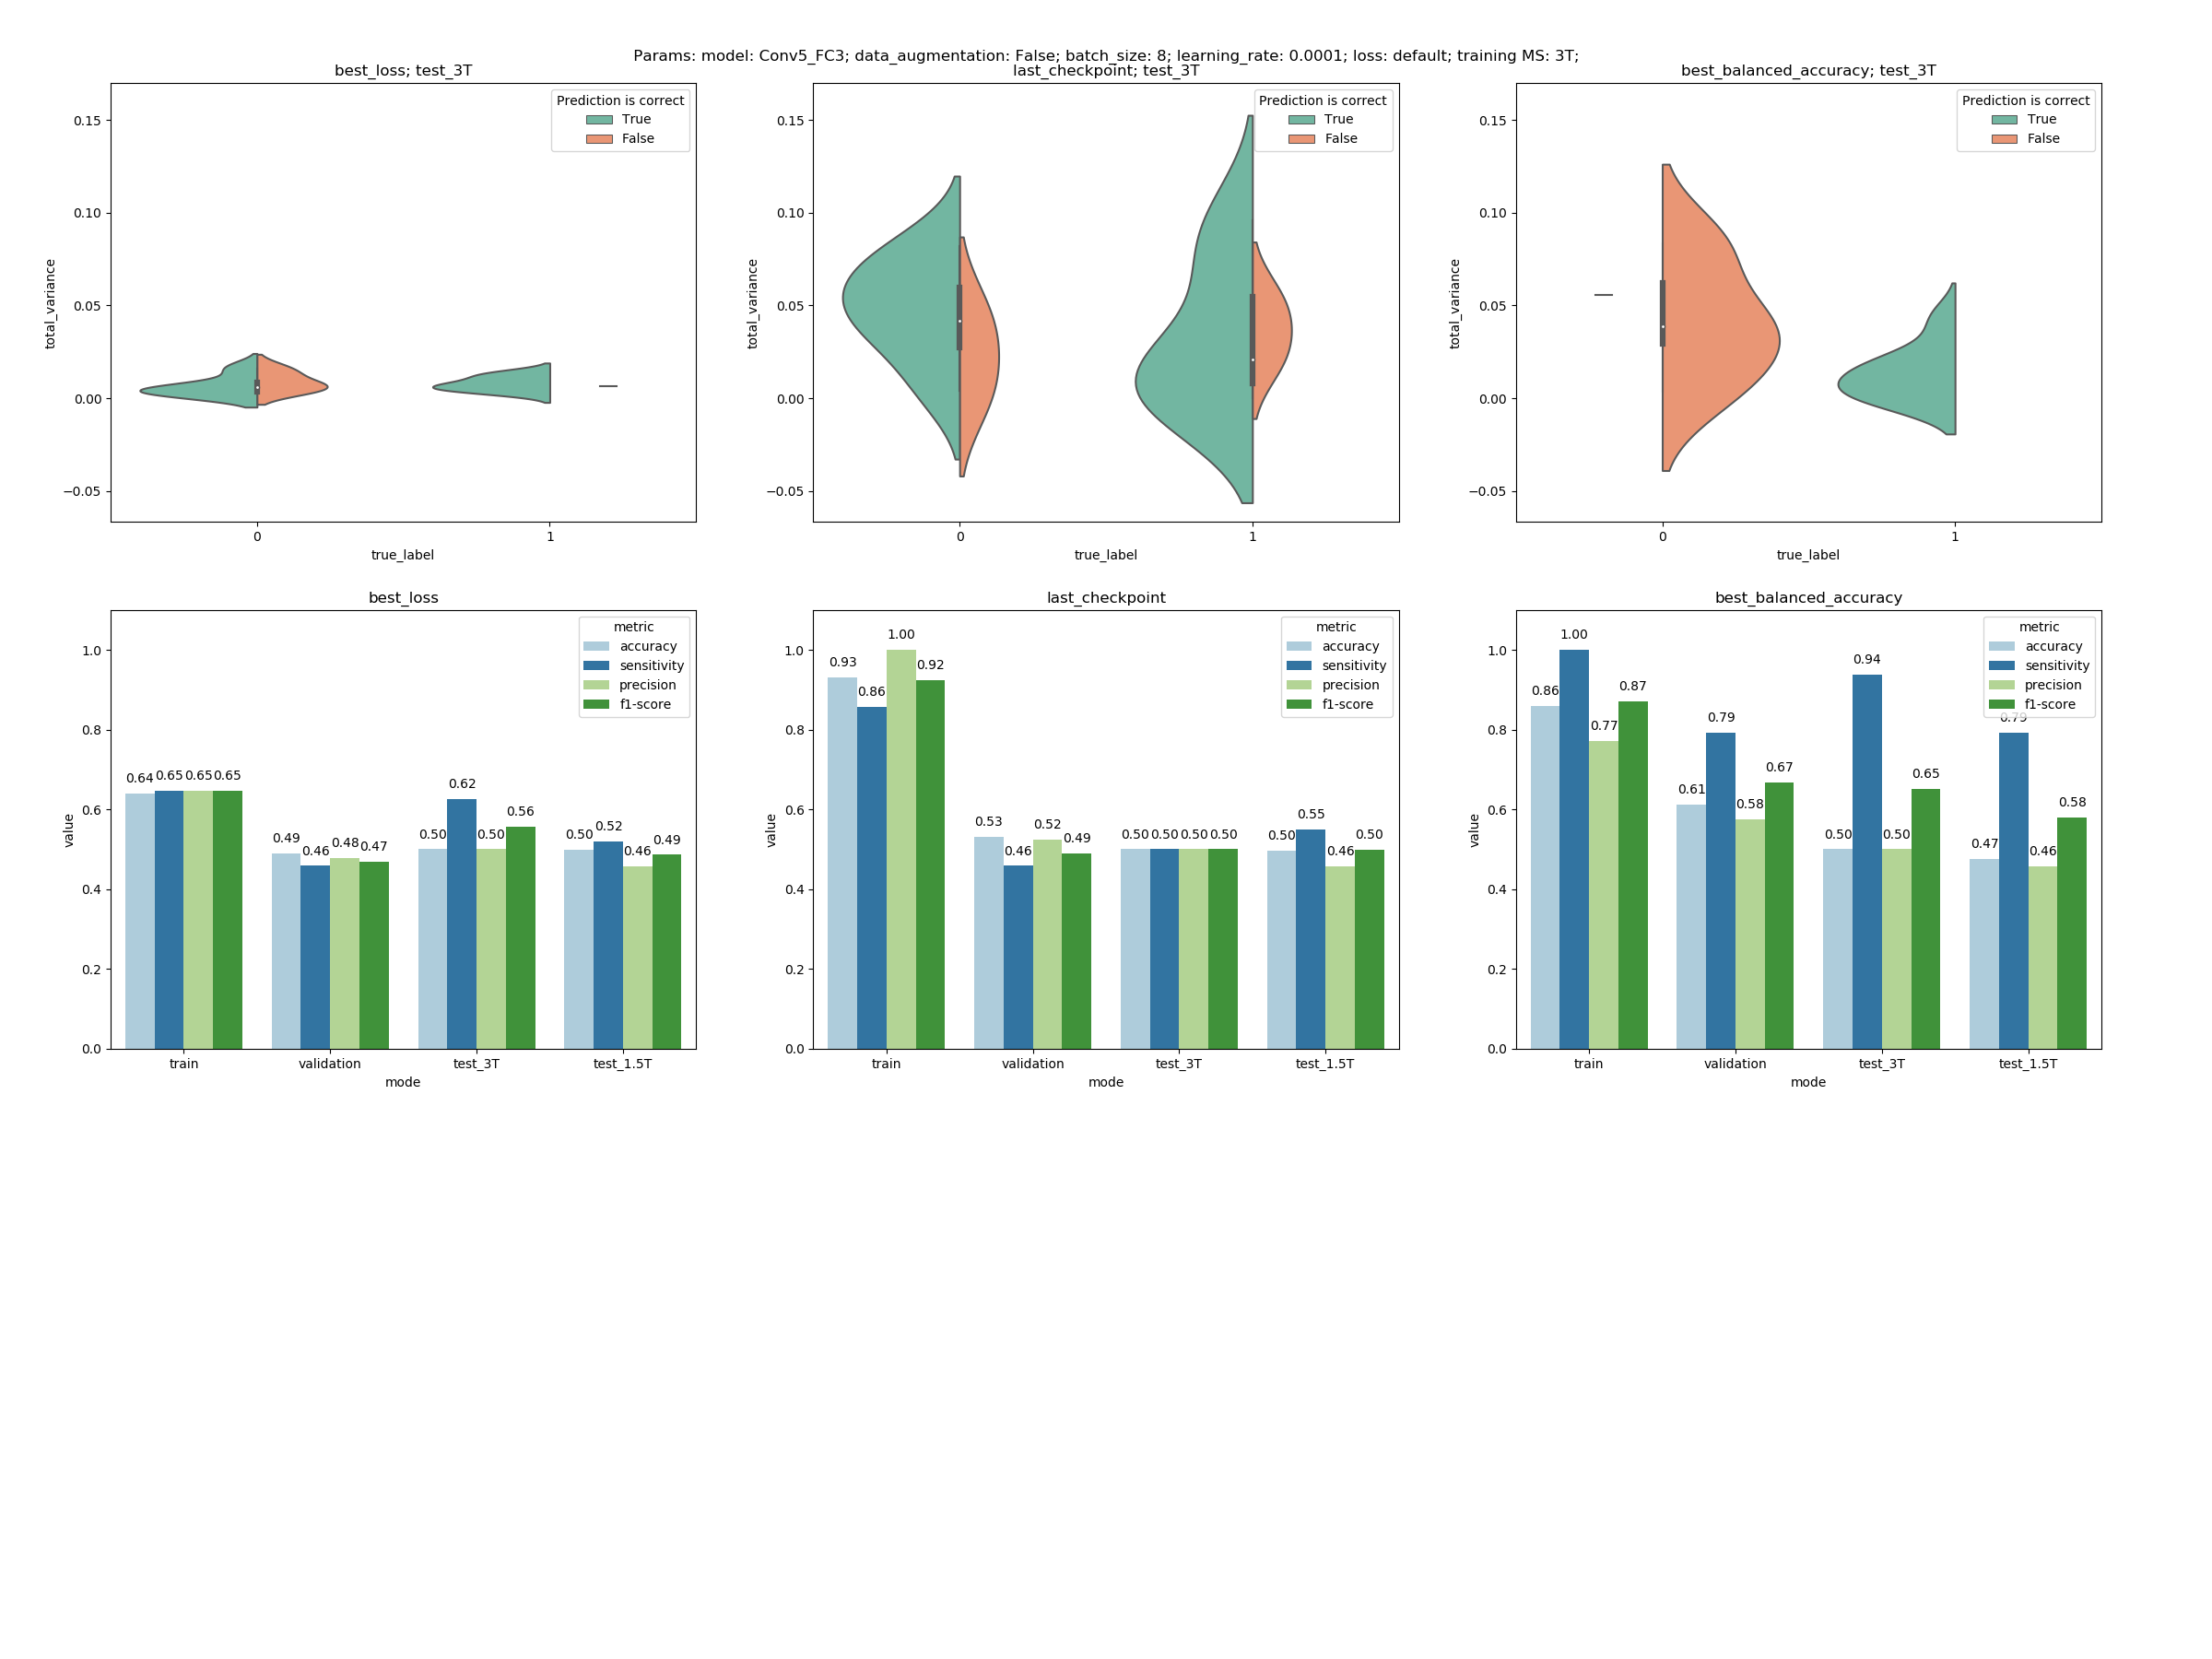 Params: model: Conv5_FC3; data_augmentation: False; batch_size: 8; learning_rate: 0.0001; loss: default; training MS: 3T;
best_loss; test_3T
Prediction is correct
True
False
0.15
0.10
0.05
0.00
−0.05
total_variance
0 1
true_label
last_checkpoint; test_3T
Prediction is correct
True
False
0.15
0.10
0.05
0.00
−0.05
total_variance
0 1
true_label
best_balanced_accuracy; test_3T
Prediction is correct
True
False
0.15
0.10
0.05
0.00
−0.05
total_variance
0 1
true_label
best_loss
metric
accuracy
sensitivity
precision
f1-score
1.0
0.8
0.6
0.4
0.2
0.0
value
0.64 0.65 0.65 0.65
0.49 0.46 0.48 0.47
0.50 0.62 0.50 0.56
0.50 0.52 0.46 0.49
train validation test_3T test_1.5T
mode
last_checkpoint
metric
accuracy
sensitivity
precision
f1-score
1.0
0.8
0.6
0.4
0.2
0.0
value
0.93 0.86 1.00 0.92
0.53 0.46 0.52 0.49
0.50 0.50 0.50 0.50
0.50 0.55 0.46 0.50
train validation test_3T test_1.5T
mode
best_balanced_accuracy
metric
accuracy
sensitivity
precision
f1-score
1.0
0.8
0.6
0.4
0.2
0.0
value
0.86 1.00 0.77 0.87
0.61 0.79 0.58 0.67
0.50 0.94 0.50 0.65
0.47 0.79 0.46 0.58
train validation test_3T test_1.5T
mode